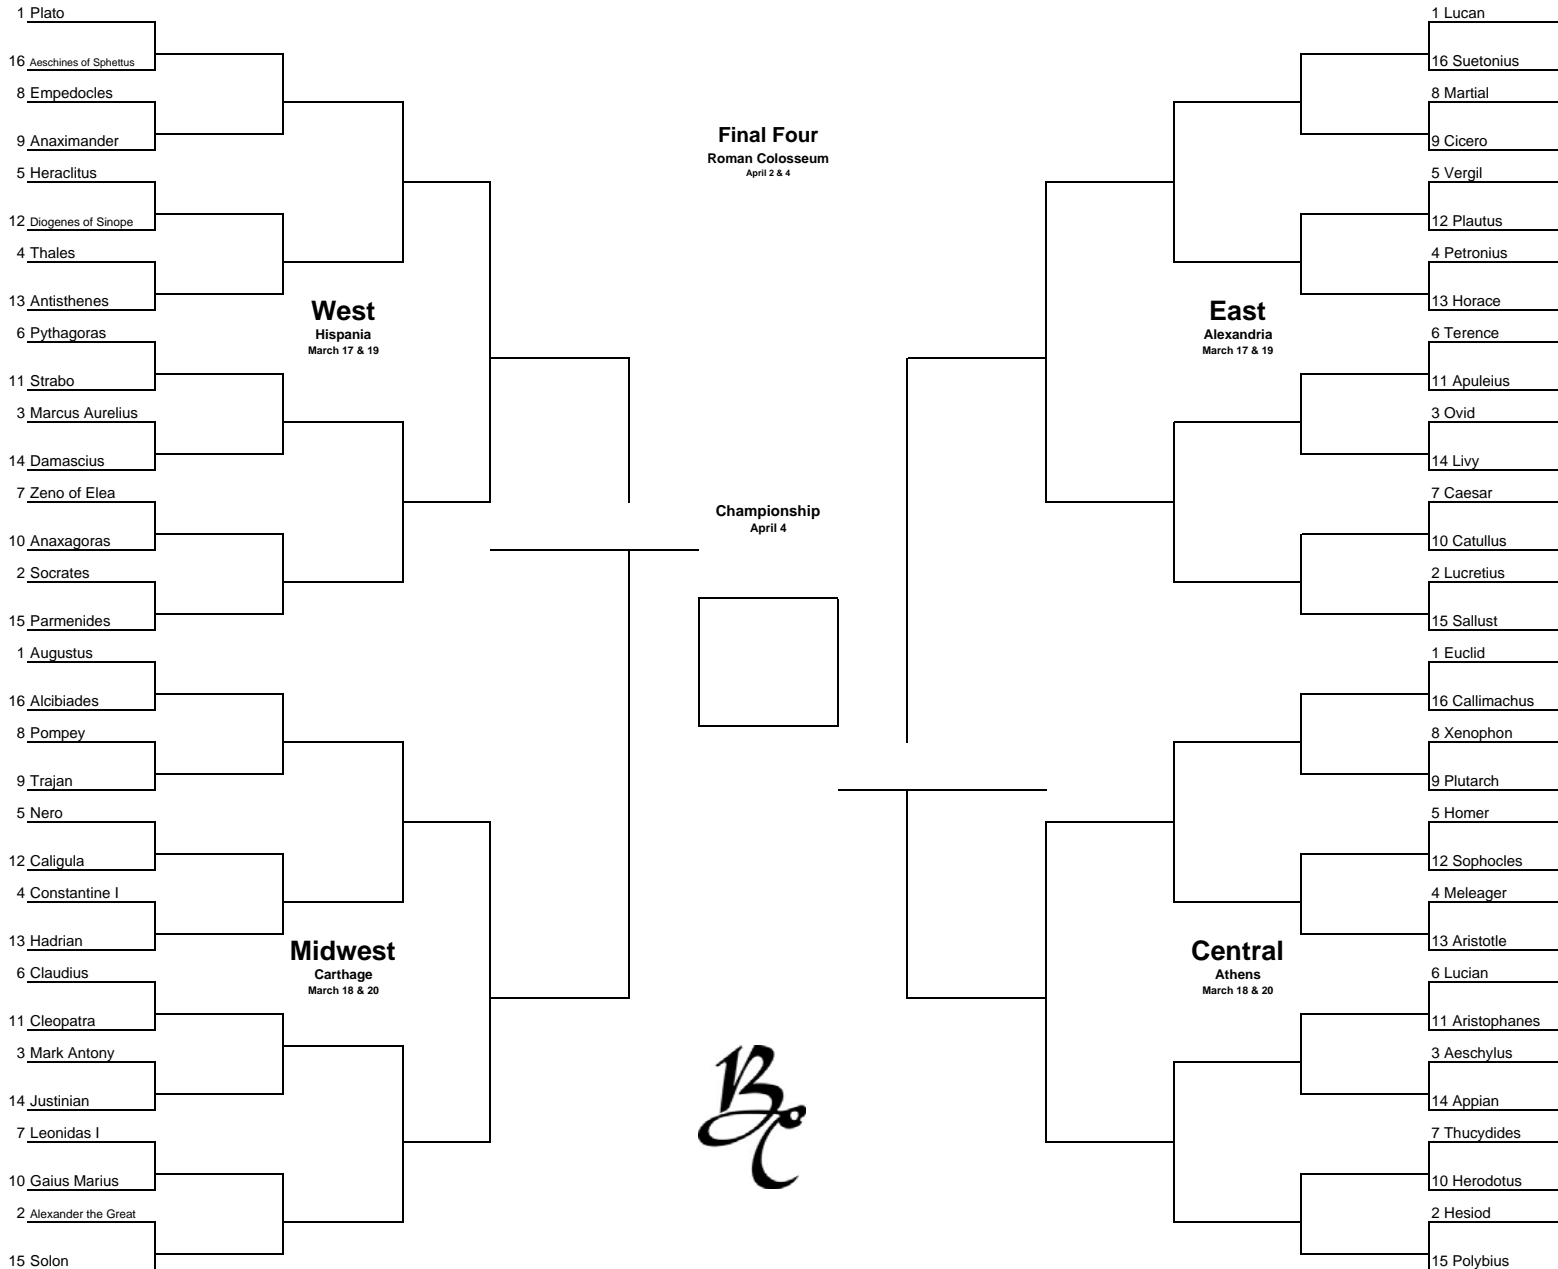 1 Plato
16 Aeschines of Sphettus
8 Empedocles
9 Anaximander
5 Heraclitus
12 Diogenes of Sinope
4 Thales
13 Antisthenes
6 Pythagoras
11 Strabo
3 Marcus Aurelius
14 Damascius
7 Zeno of Elea
10 Anaxagoras
2 Socrates
15 Parmenides
West
Hispania
March 17 & 19
1 Augustus
16 Alcibiades
8 Pompey
9 Trajan
5 Nero
12 Caligula
4 Constantine I
13 Hadrian
6 Claudius
11 Cleopatra
3 Mark Antony
14 Justinian
7 Leonidas I
10 Gaius Marius
2 Alexander the Great
15 Solon
Midwest
Carthage
March 18 & 20
Final Four
Roman Colosseum
April 2 & 4
Championship
April 4
1 Lucan
16 Suetonius
8 Martial
9 Cicero
5 Vergil
12 Plautus
4 Petronius
13 Horace
6 Terence
11 Apuleius
3 Ovid
14 Livy
7 Caesar
10 Catullus
2 Lucretius
15 Sallust
East
Alexandria
March 17 & 19
1 Euclid
16 Callimachus
8 Xenophon
9 Plutarch
5 Homer
12 Sophocles
4 Meleager
13 Aristotle
6 Lucian
11 Aristophanes
3 Aeschylus
14 Appian
7 Thucydides
10 Herodotus
2 Hesiod
15 Polybius
Central
Athens
March 18 & 20